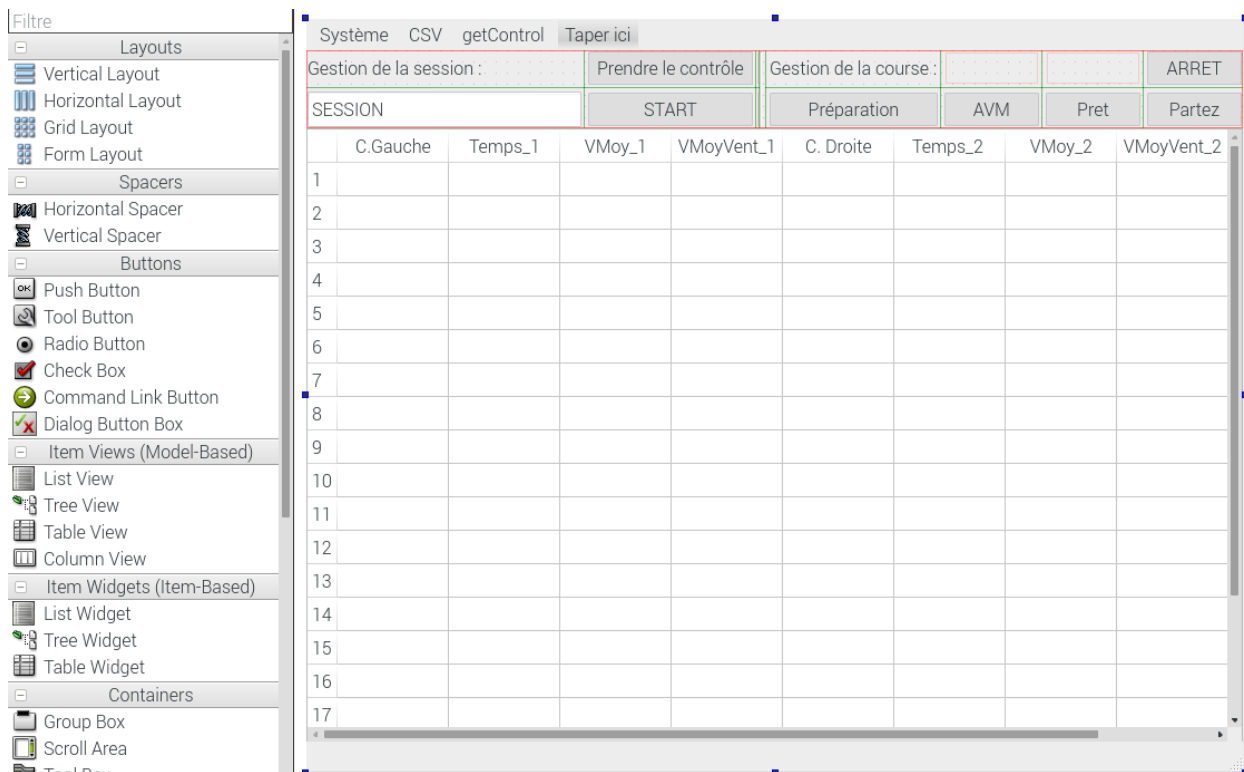 Filtre
Layouts
Vertical Layout
Horizontal Layout
Grid Layout
Form Layout
Spacers
Horizontal Spacer
Vertical Spacer
Buttons
OK Push Button
Tool Button
Radio Button
Check Box
Command Link Button
Dialog Button Box
Item Views (Model-Based)
List View
Tree View
Table View
Column View
Item Widgets (Item-Based)
List Widget
Tree Widget
Table Widget
Containers
Group Box
Scroll Area
Tool Box
Système CSV getControl Taper ici
Gestion de la session : Prendre le contrôle Gestion de la course : ARRET
SESSION START Préparation AVM Pret Partez
C.Gauche Temps_1 VMoy_1 VMoyVent_1 C. Droite Temps_2 VMoy_2 VMoyVent_2
1
2
3
4
5
6
7
8
9
10
11
12
13
14
15
16
17